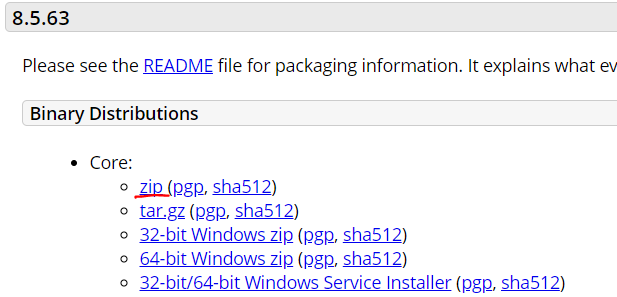 8.5.63
Please see the README file for packaging information. It explains what ev
Binary Distributions
Core:
zip (pgp, sha512)
tar.gz (pgp, sha512)
32-bit Windows zip (pgp, sha512)
64-bit Windows zip (pgp, sha512)
32-bit/64-bit Windows Service Installer (pgp, sha512)